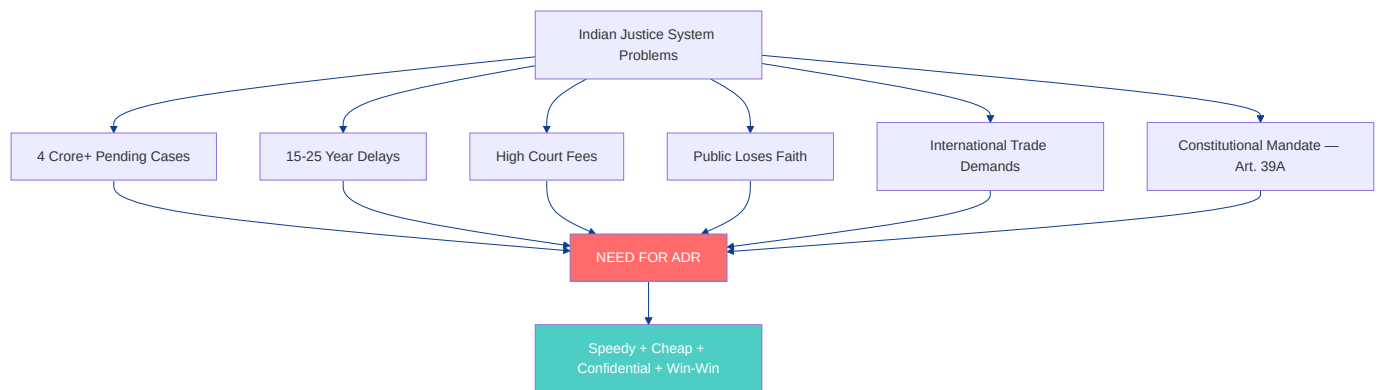 Indian Justice System
Problems
4 Crore+ Pending Cases
15-25 Year Delays
High Court Fees
Public Loses Faith
International Trade
Demands
Constitutional Mandate —
Art. 39A
NEED FOR ADR
Speedy + Cheap +
Confidential + Win-Win